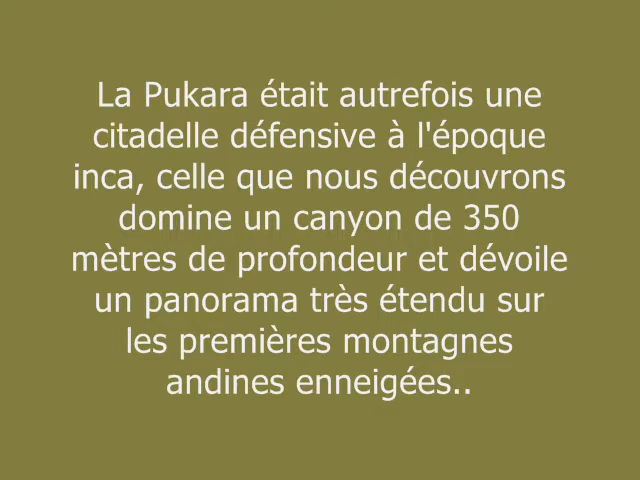 La Pukara était autrefois une
citadelle défensive à l'époque
inca, celle que nous découvrons
domine un canyon de 350
mètres de profondeur et dévoile
un panorama très étendu sur
les premières montagnes
andines enneigées..